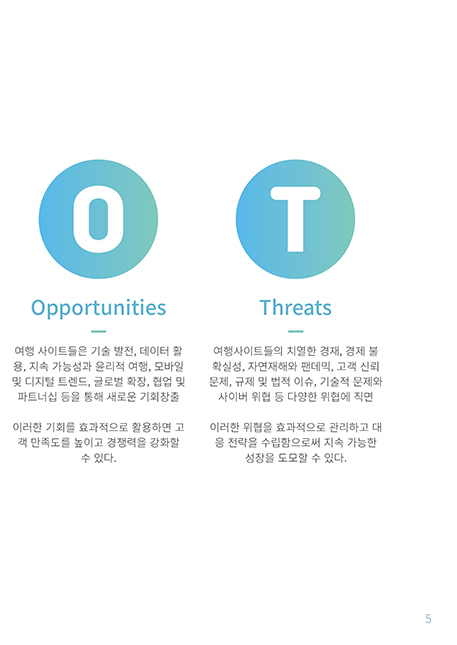 O
Opportunities
여행 사이트들은 기술 발전, 데이터 활
용, 지속 가능성과 윤리적 여행, 모바일
및 디지털 트렌드, 글로벌 확장, 협업 및
파트너십 등을 통해 새로운 기회창출
이러한 기회를 효과적으로 활용하면 고
객 만족도를 높이고 경쟁력을 강화할
수 있다.
T
Threats
여행사이트들의 치열한 경재, 경제 불
확실성, 자연재해와 팬데믹, 고객 신뢰
문제, 규제 및 법적 이슈, 기술적 문제와
사이버 위협 등 다양한 위협에 직면
이러한 위협을 효과적으로 관리하고 대
응 전략을 수립함으로써 지속 가능한
성장을 도모할 수 있다.
5